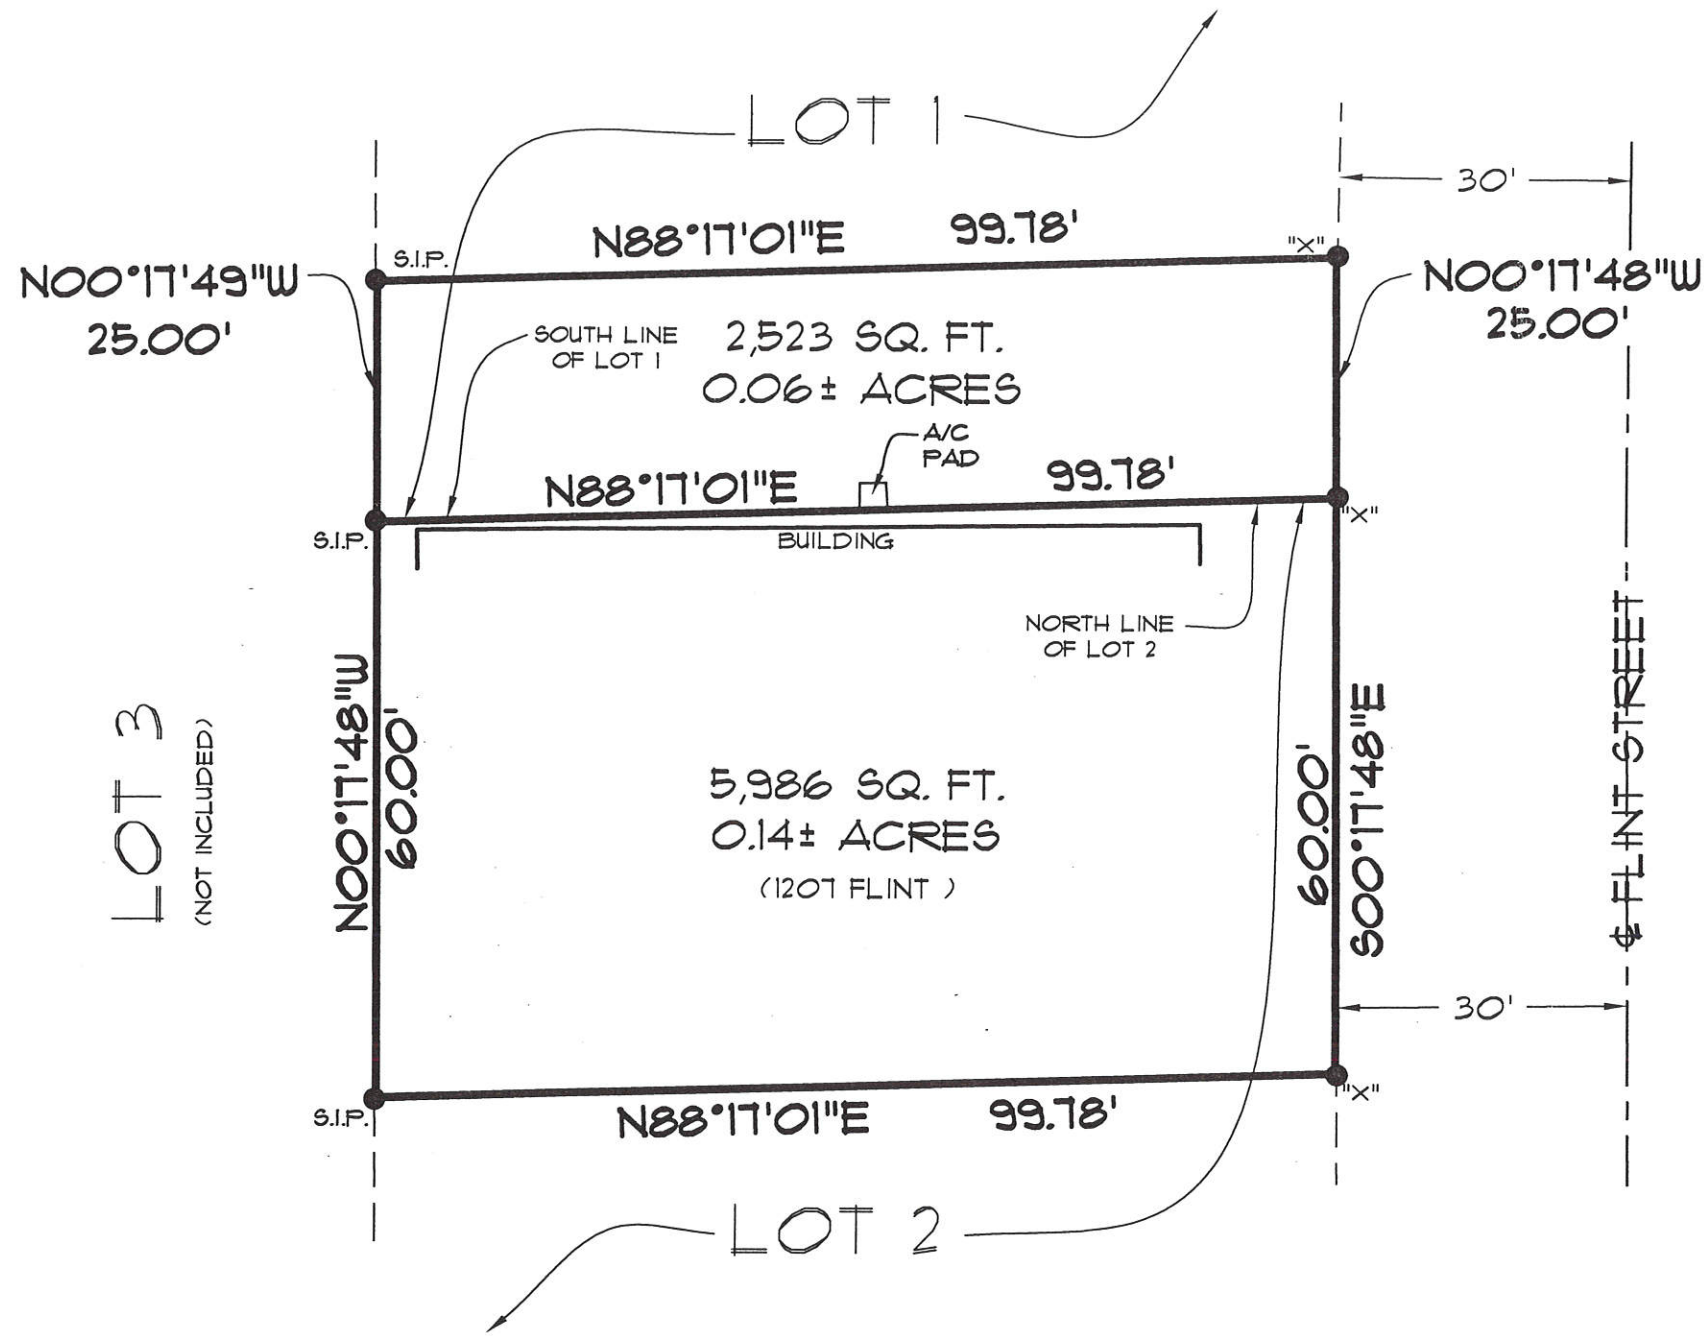 LOT 1
30'
N88°17'01"E 99.78'
"X"
S.I.P.
N00°17'49"W
25.00'
N00°17'48"W
25.00'
SOUTH LINE
OF LOT 1
2,523 SQ. FT.
0.06± ACRES
A/C
PAD
N88°17'01"E 99.78'
"X"
S.I.P.
BUILDING
NORTH LINE
OF LOT 2
LOT 3
(NOT INCLUDED)
N00°17'48"W
60.00'
5,986 SQ. FT.
0.14± ACRES
(1207 FLINT )
60.00'
S00°17'48"E
℄ FLINT STREET
30'
"X"
S.I.P.
N88°17'01"E 99.78'
LOT 2